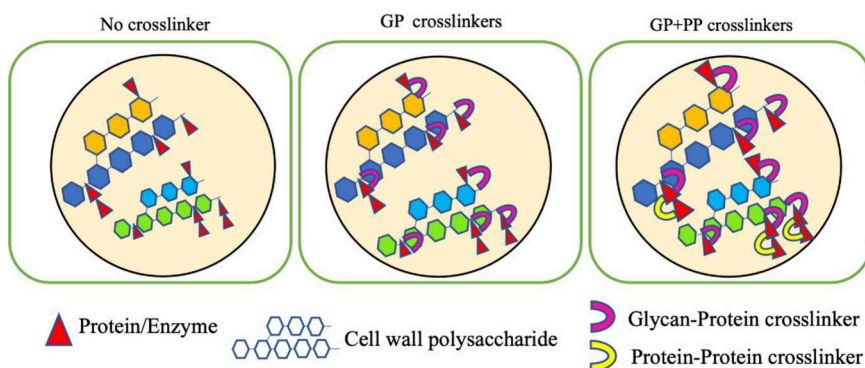 No crosslinker
GP crosslinkers
GP+PP crosslinkers
Protein/Enzyme
Cell wall polysaccharide
Glycan-Protein crosslinker
Protein-Protein crosslinker